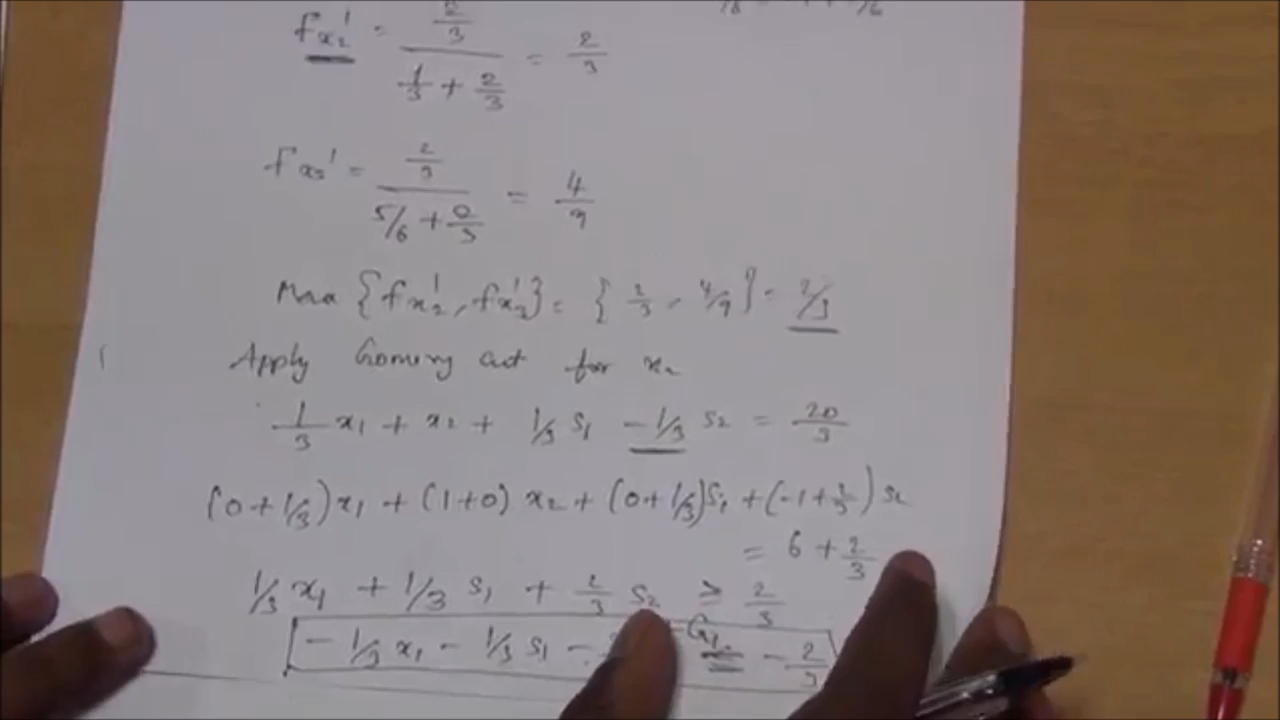 fx₂' = (2/3)/(1/3 + 2/3) = 2/3
fx₃' = (2/3)/(5/6 + 0/3) = 4/9
Max {fx₂', fx₃'} = {2/3, 4/9} = 2/3
Apply Gomory cut for x₂
1/3 x₁ + x₂ + 1/3 s₁ - 1/3 s₂ = 20/3
(0+1/3)x₁ + (1+0) x₂ + (0+1/3)s₁ + (-1+2/3) s₂
= 6 + 2/3
1/3 x₁ + 1/3 s₁ + 2/3 s₂ ≥ 2/3
- 1/3 x₁ - 1/3 s₁ - G₁ - 2/3